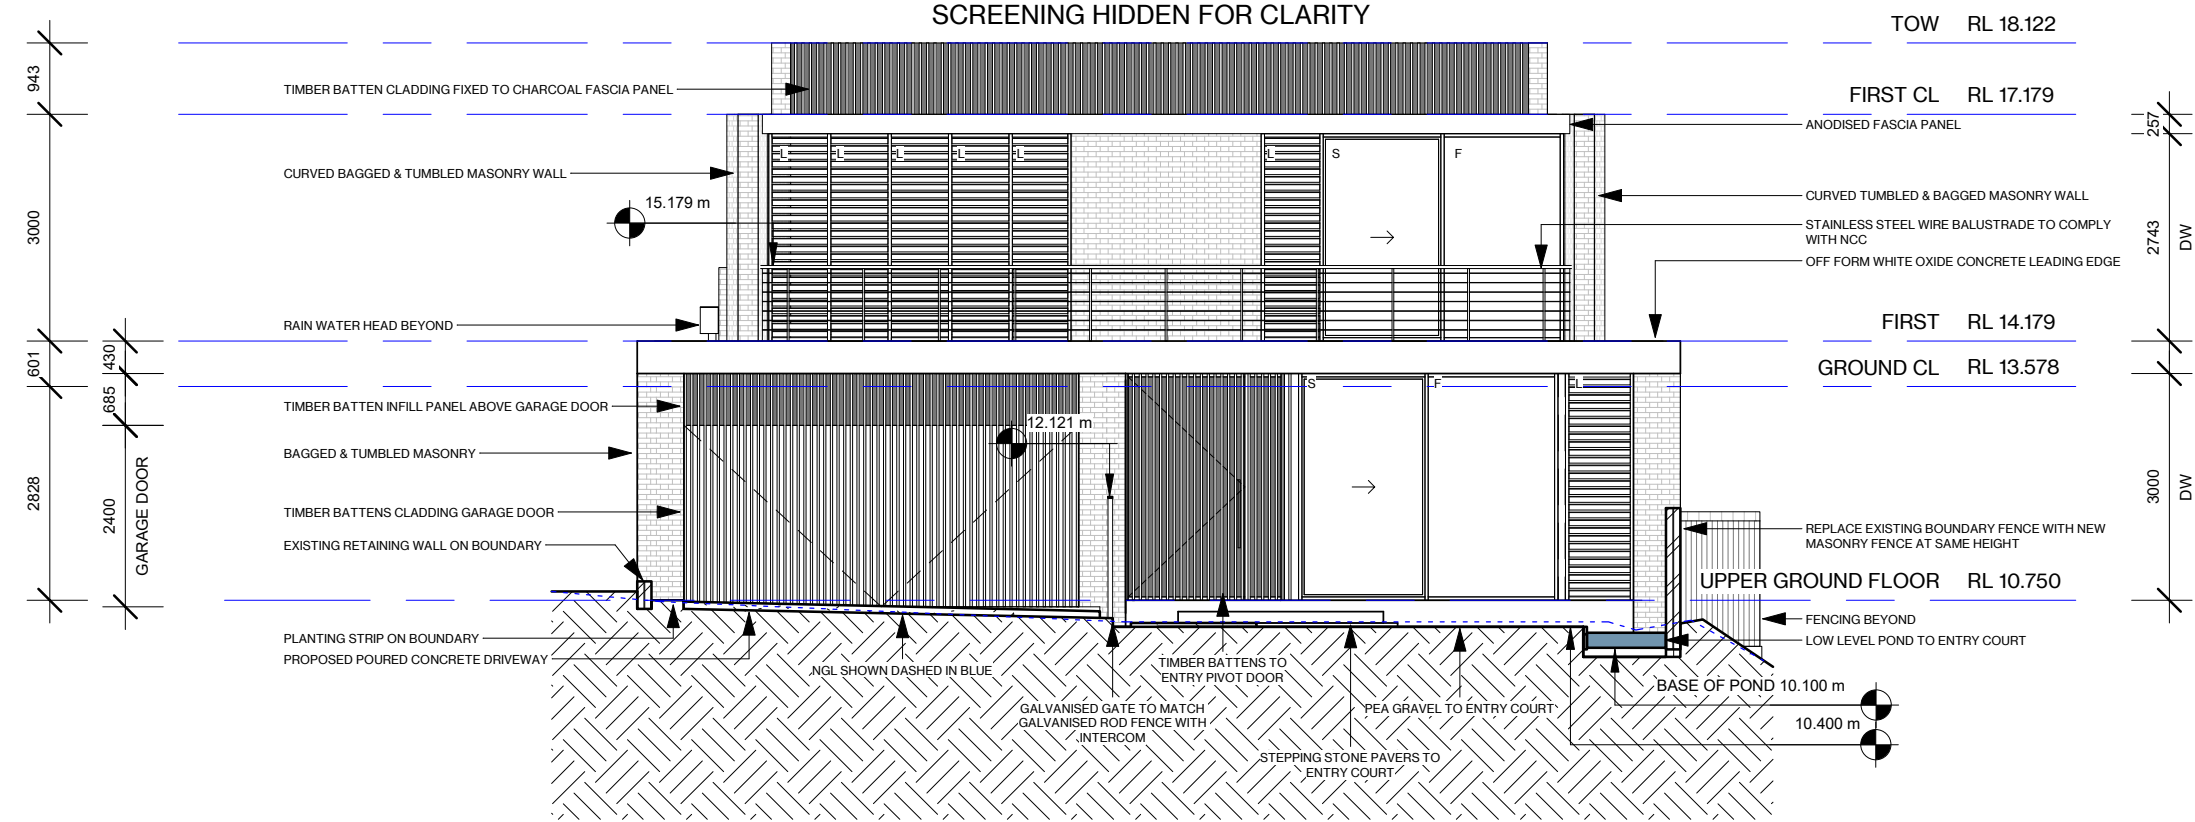 SCREENING HIDDEN FOR CLARITY
TOW RL 18.122
943
TIMBER BATTEN CLADDING FIXED TO CHARCOAL FASCIA PANEL
FIRST CL RL 17.179
257
ANODISED FASCIA PANEL
L L L L L L S F
CURVED BAGGED & TUMBLED MASONRY WALL
3000
15.179 m
CURVED TUMBLED & BAGGED MASONRY WALL
STAINLESS STEEL WIRE BALUSTRADE TO COMPLY
WITH NCC
2743
DW
OFF FORM WHITE OXIDE CONCRETE LEADING EDGE
RAIN WATER HEAD BEYOND
FIRST RL 14.179
601
430
GROUND CL RL 13.578
S F L
685
TIMBER BATTEN INFILL PANEL ABOVE GARAGE DOOR
12.121 m
BAGGED & TUMBLED MASONRY
2828
2400
GARAGE DOOR
3000
DW
TIMBER BATTENS CLADDING GARAGE DOOR
EXISTING RETAINING WALL ON BOUNDARY
REPLACE EXISTING BOUNDARY FENCE WITH NEW
MASONRY FENCE AT SAME HEIGHT
UPPER GROUND FLOOR RL 10.750
FENCING BEYOND
PLANTING STRIP ON BOUNDARY
LOW LEVEL POND TO ENTRY COURT
PROPOSED POURED CONCRETE DRIVEWAY
NGL SHOWN DASHED IN BLUE
TIMBER BATTENS TO
ENTRY PIVOT DOOR
BASE OF POND 10.100 m
GALVANISED GATE TO MATCH
GALVANISED ROD FENCE WITH
INTERCOM
PEA GRAVEL TO ENTRY COURT
10.400 m
STEPPING STONE PAVERS TO
ENTRY COURT